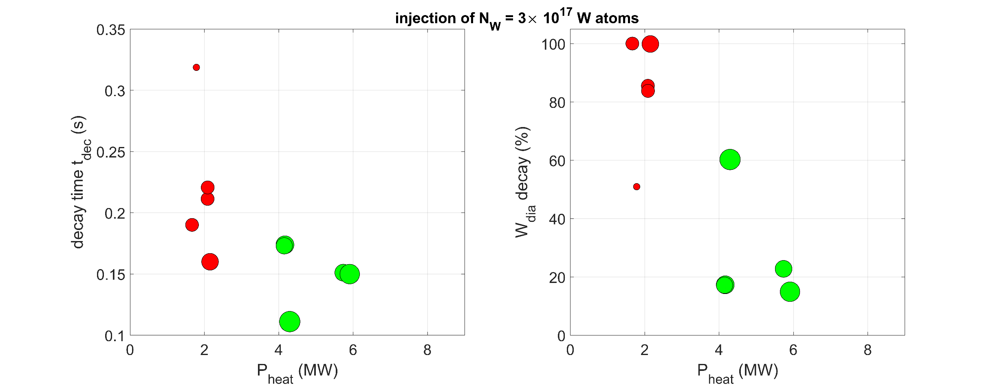 injection of N_W = 3× 10^17 W atoms
decay time t_dec (s)
0.35
0.3
0.25
0.2
0.15
0.1
0 2 4 6 8
P_heat (MW)
W_dia decay (%)
100
80
60
40
20
0
0 2 4 6 8
P_heat (MW)